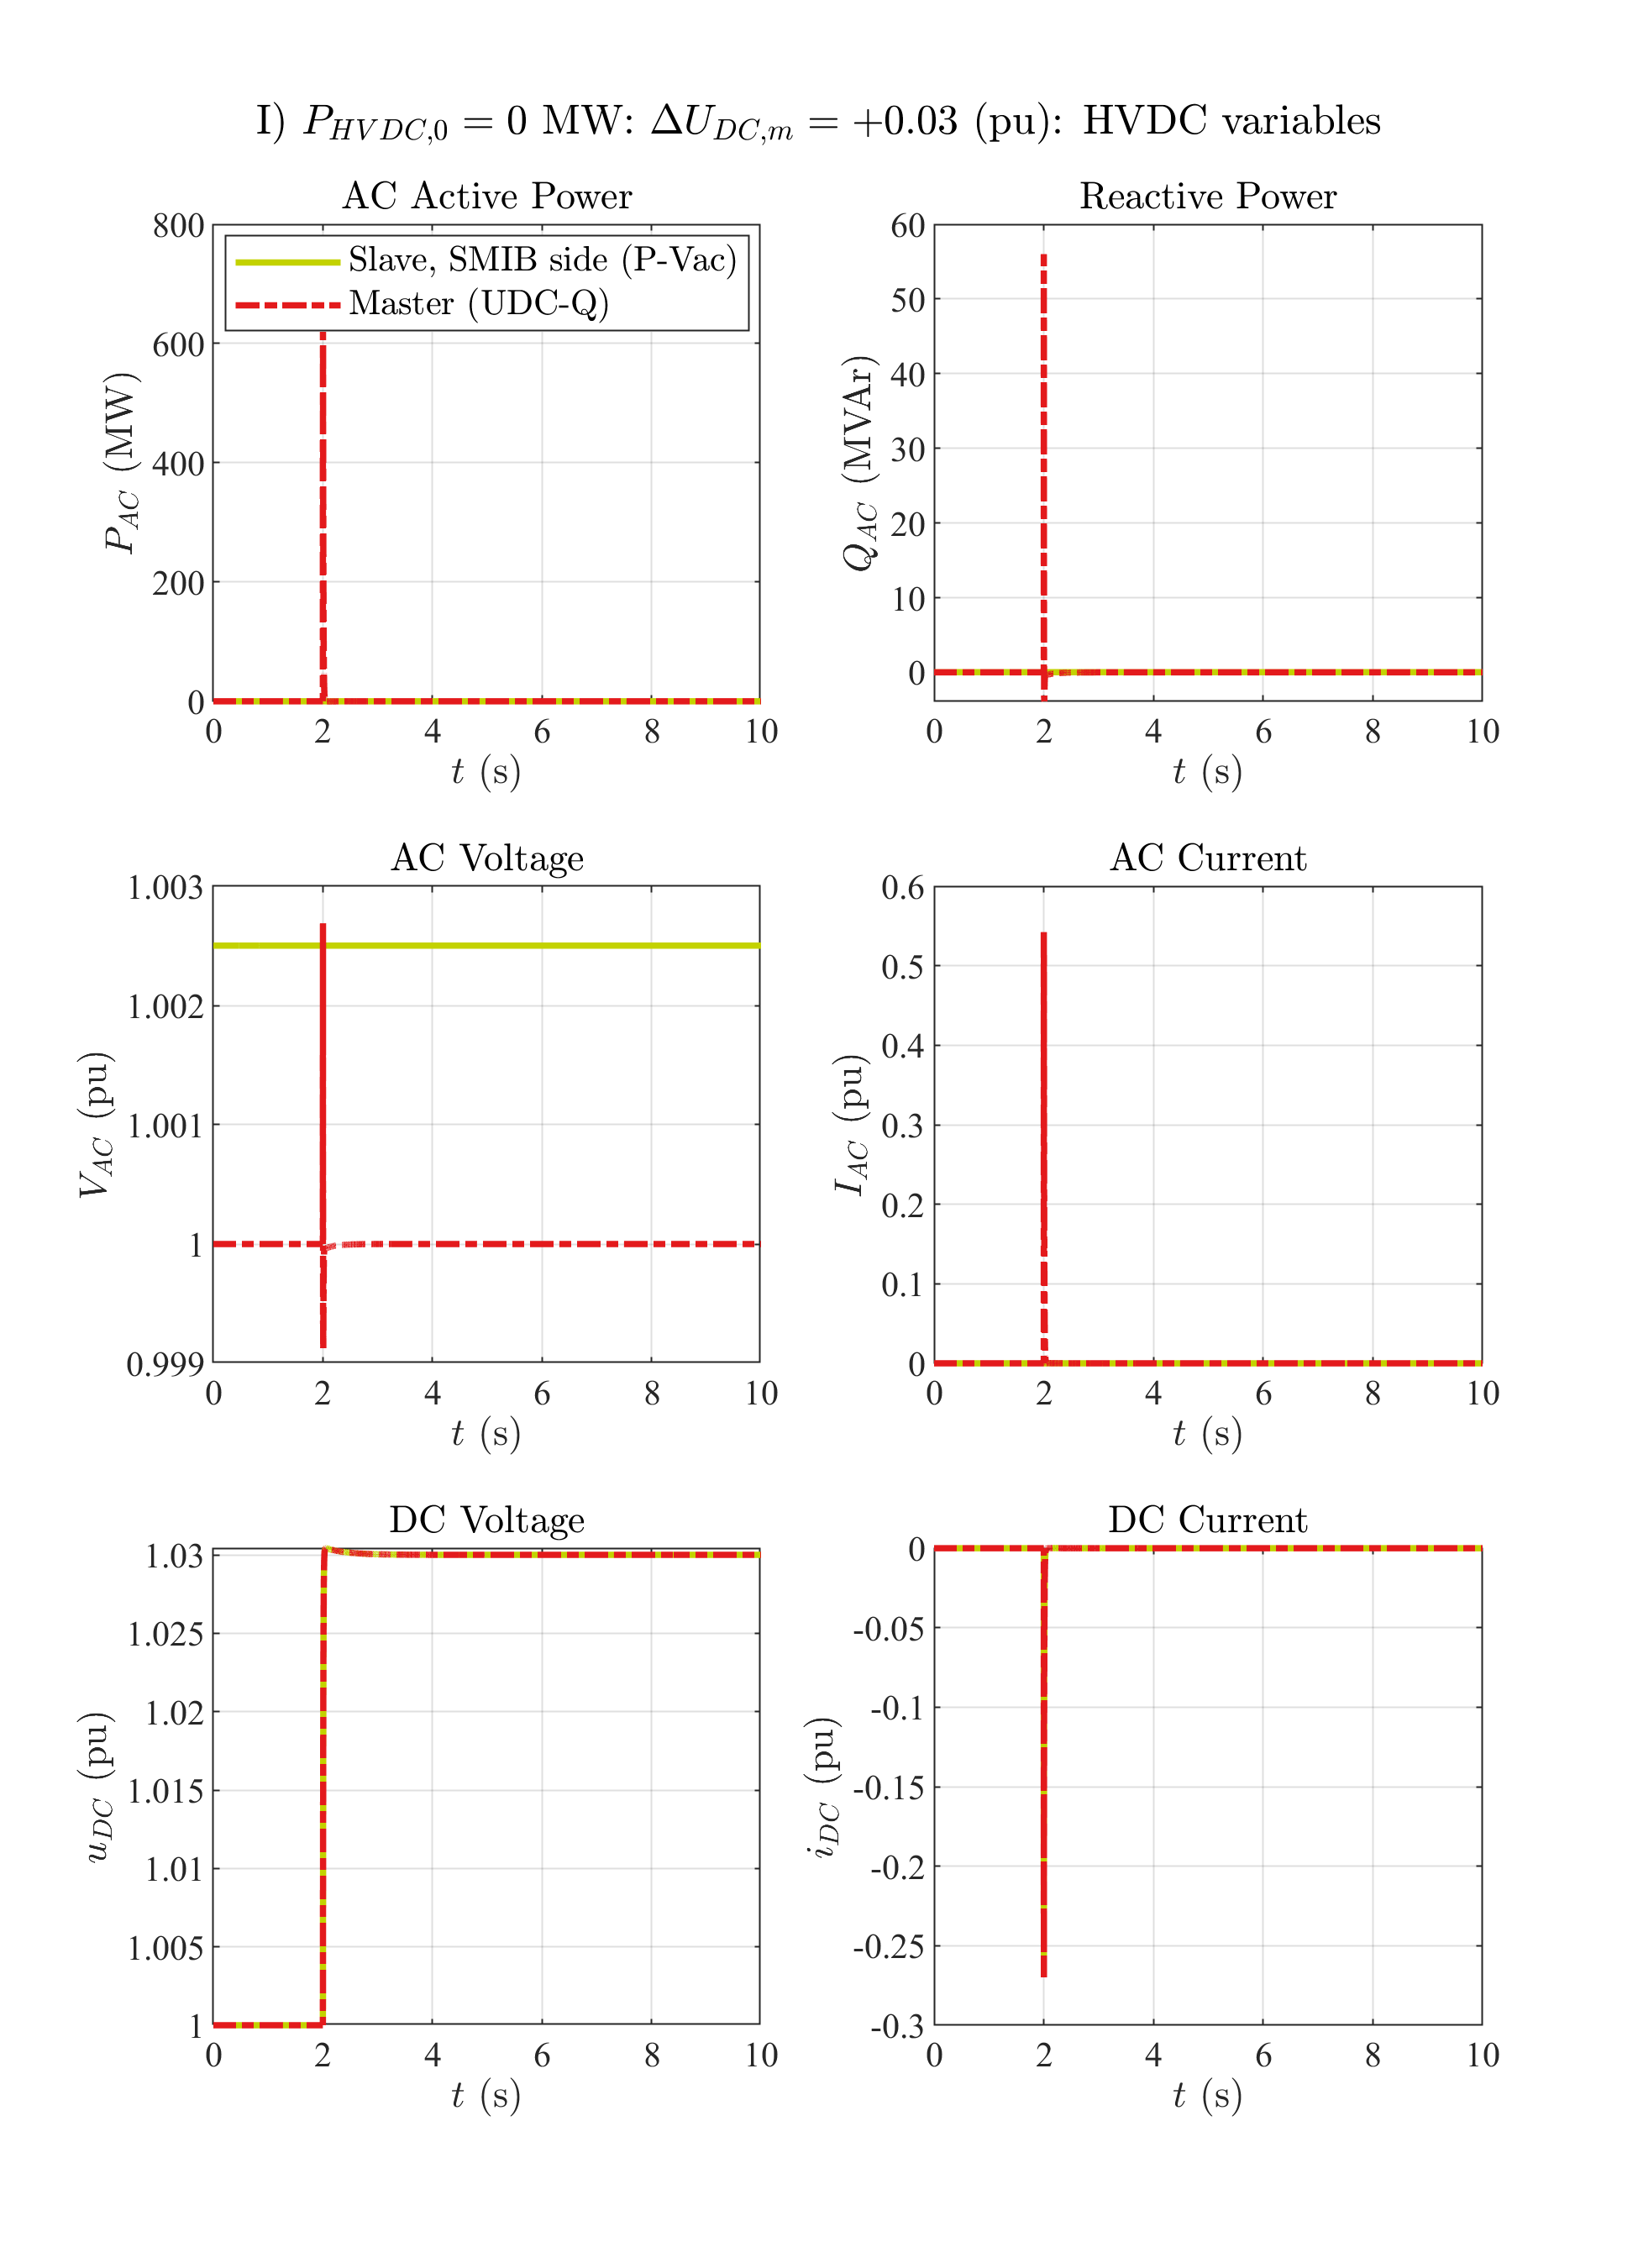 I) P_{HVDC,0} = 0 MW: ΔU_{DC,m} = +0.03 (pu): HVDC variables
AC Active Power
800
600
400
200
0
P_{AC} (MW)
Slave, SMIB side (P-Vac)
Master (UDC-Q)
0 2 4 6 8 10
t (s)
Reactive Power
60
50
40
30
20
10
0
Q_{AC} (MVAr)
0 2 4 6 8 10
t (s)
AC Voltage
1.003
1.002
1.001
1
0.999
V_{AC} (pu)
0 2 4 6 8 10
t (s)
AC Current
0.6
0.5
0.4
0.3
0.2
0.1
0
I_{AC} (pu)
0 2 4 6 8 10
t (s)
DC Voltage
1.03
1.025
1.02
1.015
1.01
1.005
1
u_{DC} (pu)
0 2 4 6 8 10
t (s)
DC Current
0
-0.05
-0.1
-0.15
-0.2
-0.25
-0.3
i_{DC} (pu)
0 2 4 6 8 10
t (s)